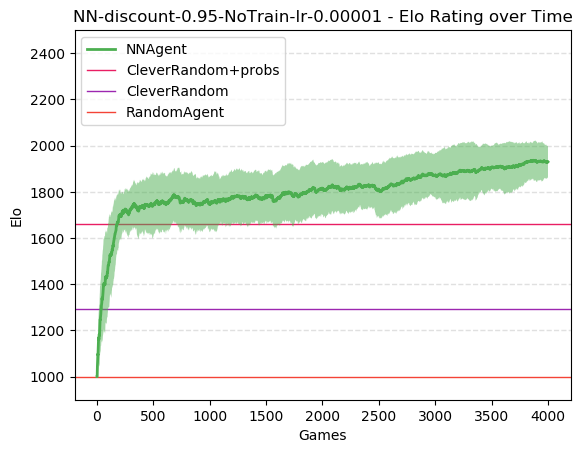 NN-discount-0.95-NoTrain-lr-0.00001 - Elo Rating over Time
NNAgent
CleverRandom+probs
CleverRandom
RandomAgent
2400
2200
2000
1800
1600
1400
1200
1000
Elo
0 500 1000 1500 2000 2500 3000 3500 4000
Games